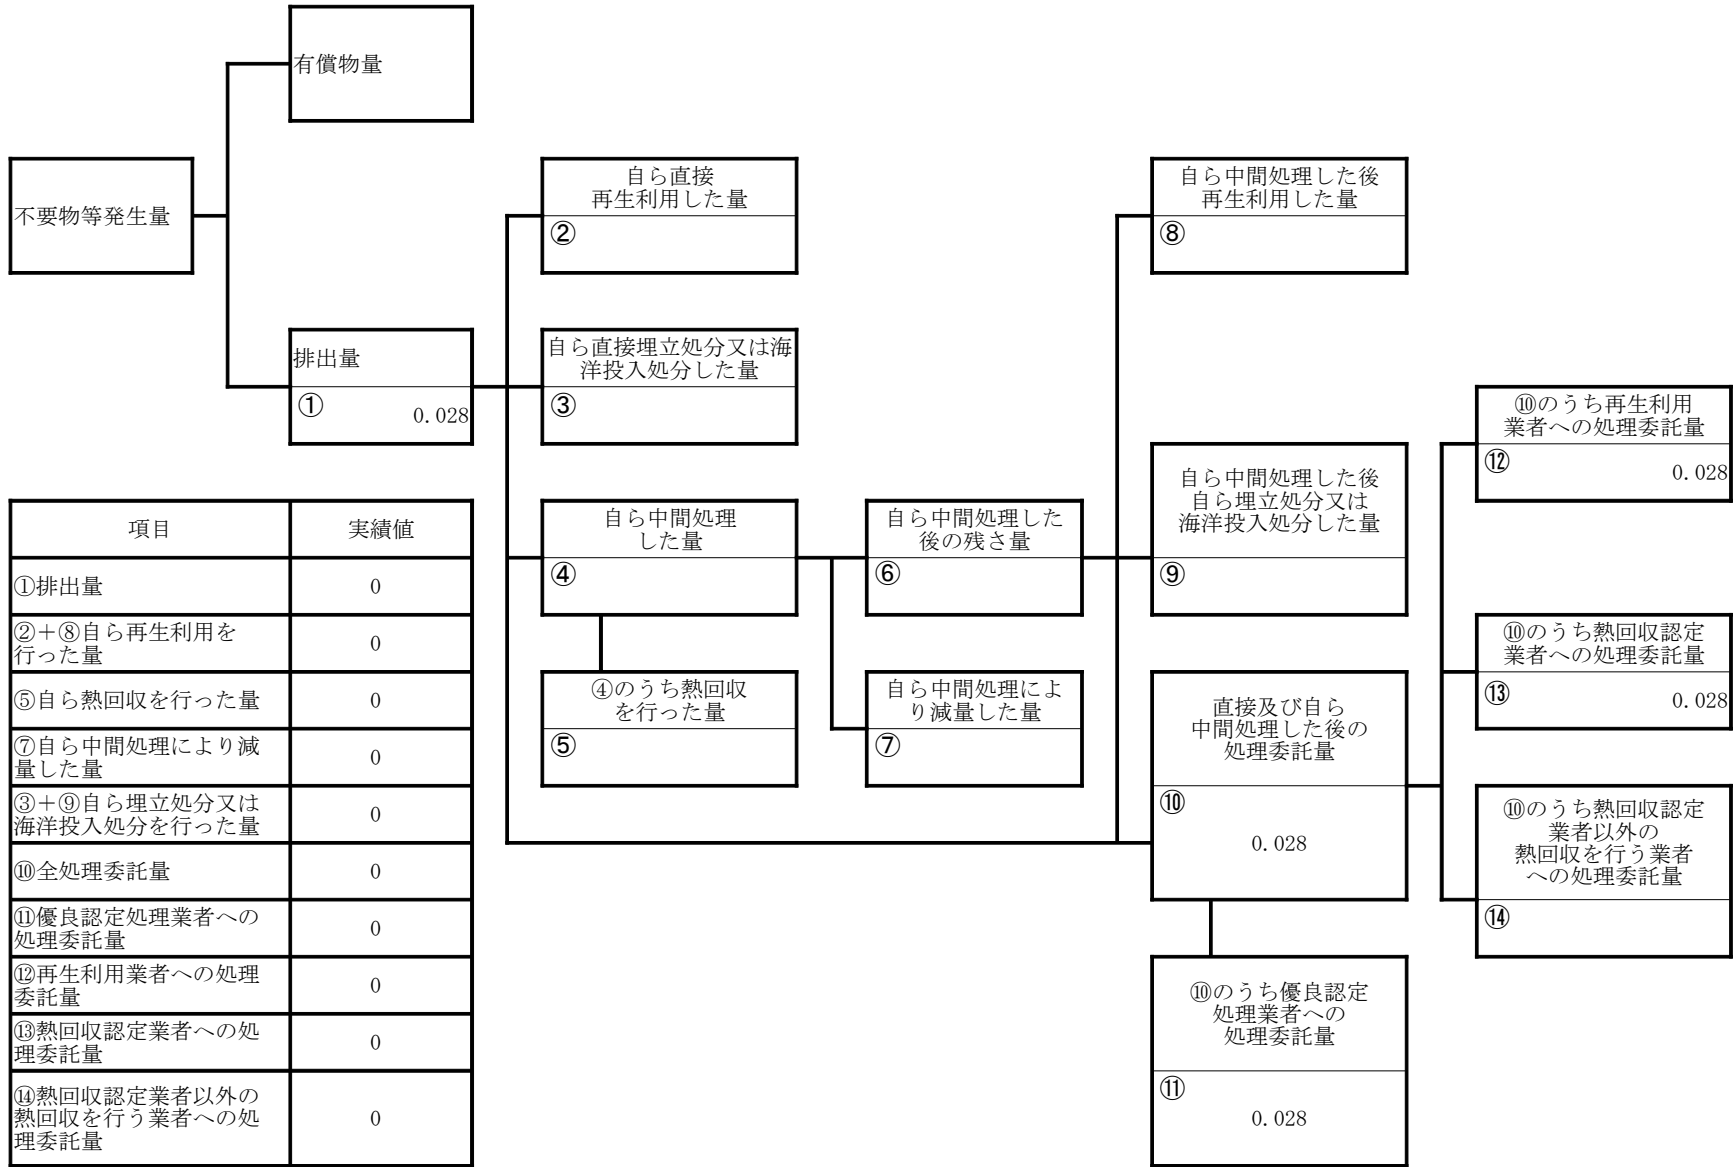 有償物量
不要物等発生量
自ら直接
再生利用した量
②
自ら中間処理した後
再生利用した量
⑧
排出量
①
0.028
自ら直接埋立処分又は海
洋投入処分した量
③
⑩のうち再生利用
業者への処理委託量
⑫
0.028
自ら中間処理
した量
④
自ら中間処理した
後の残さ量
⑥
自ら中間処理した後
自ら埋立処分又は
海洋投入処分した量
⑨
⑩のうち熱回収認定
業者への処理委託量
⑬
0.028
④のうち熱回収
を行った量
⑤
自ら中間処理によ
り減量した量
⑦
直接及び自ら
中間処理した後の
処理委託量
⑩
0.028
⑩のうち熱回収認定
業者以外の
熱回収を行う業者
への処理委託量
⑭
⑩のうち優良認定
処理業者への
処理委託量
⑪
0.028
項目 実績値
①排出量 0
②+⑧自ら再生利用を
行った量 0
⑤自ら熱回収を行った量 0
⑦自ら中間処理により減
量した量 0
③+⑨自ら埋立処分又は
海洋投入処分を行った量 0
⑩全処理委託量 0
⑪優良認定処理業者への
処理委託量 0
⑫再生利用業者への処理
委託量 0
⑬熱回収認定業者への処
理委託量 0
⑭熱回収認定業者以外の
熱回収を行う業者への処
理委託量 0